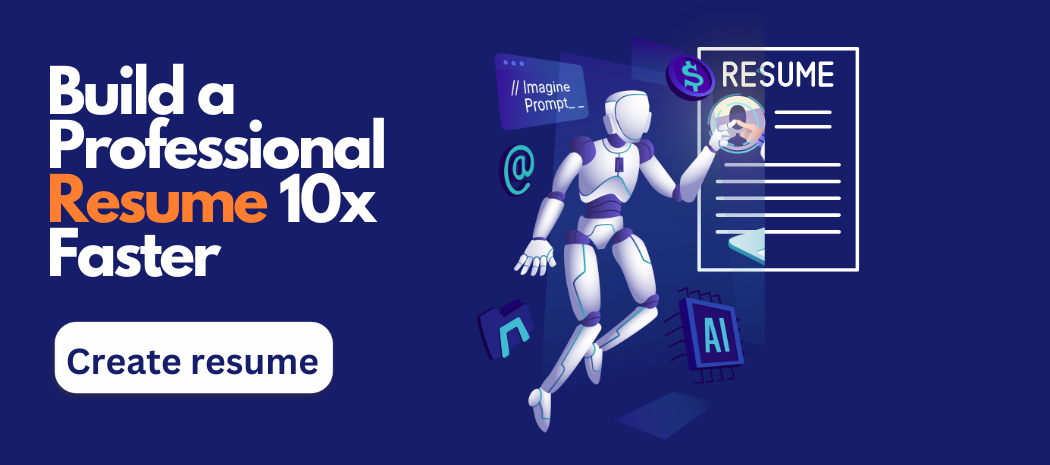 Build a
Professional
Resume 10x
Faster
Create resume
// Imagine
Prompt_ _
@
$
RESUME
AI